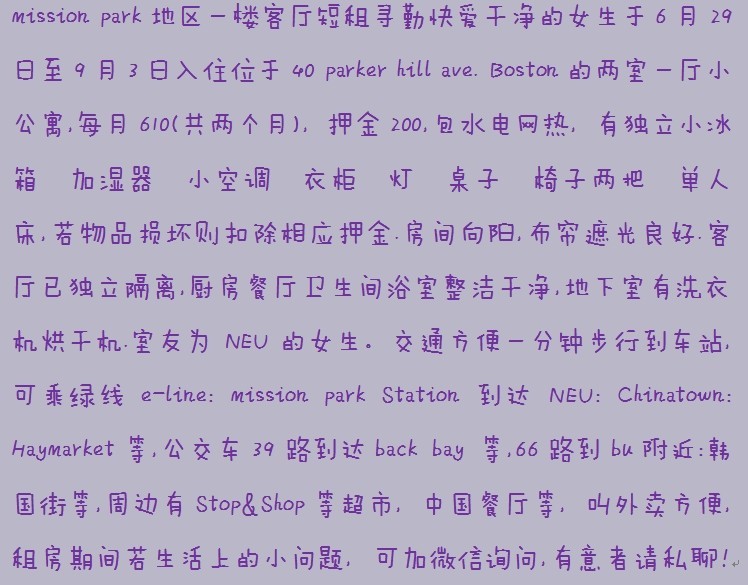 mission park 地区一楼客厅短租寻勤快爱干净的女生于 6 月 29
日至 9 月 3 日入住位于 40 parker hill ave. Boston 的两室一厅小
公寓,每月 610(共两个月), 押金 200,包水电网热, 有独立小冰
箱 加湿器 小空调 衣柜 灯 桌子 椅子两把 单人
床,若物品损坏则扣除相应押金.房间向阳,布帘遮光良好.客
厅已独立隔离,厨房餐厅卫生间浴室整洁干净,地下室有洗衣
机烘干机.室友为 NEU 的女生。交通方便一分钟步行到车站,
可乘绿线 e-line: mission park Station 到达 NEU: Chinatown:
Haymarket 等,公交车 39 路到达 back bay 等,66 路到 bu 附近:韩
国街等,周边有 Stop&Shop 等超市, 中国餐厅等, 叫外卖方便,
租房期间若生活上的小问题, 可加微信询问,有意者请私聊!